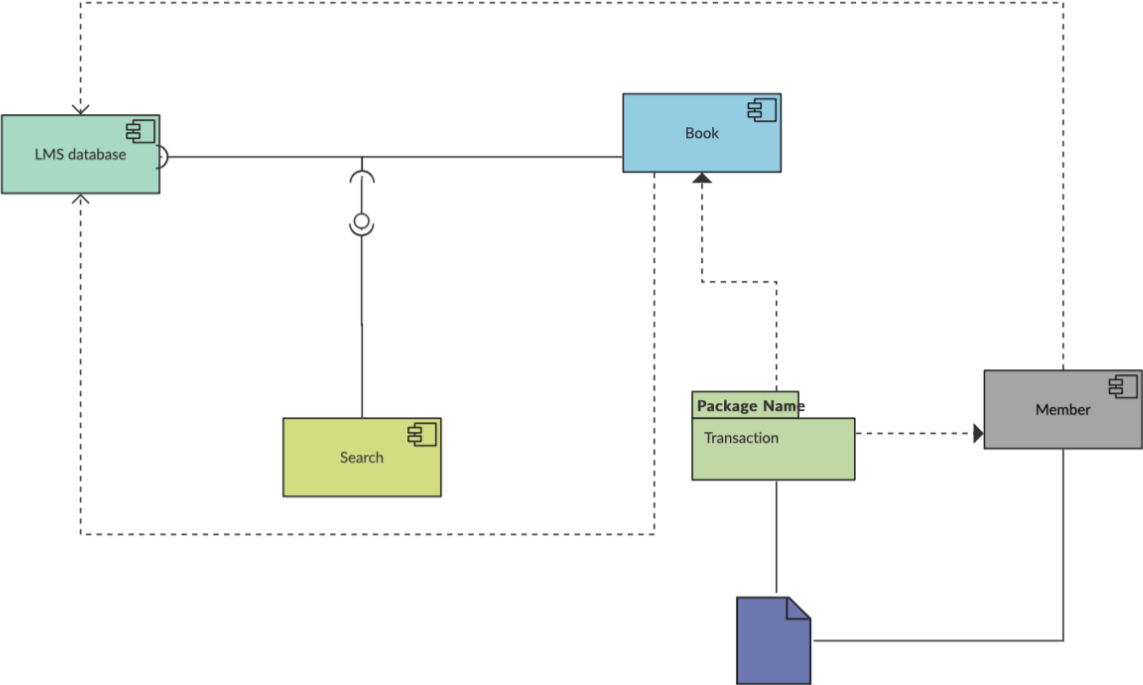 Book
LMS database
Package Name
Transaction
Member
Search